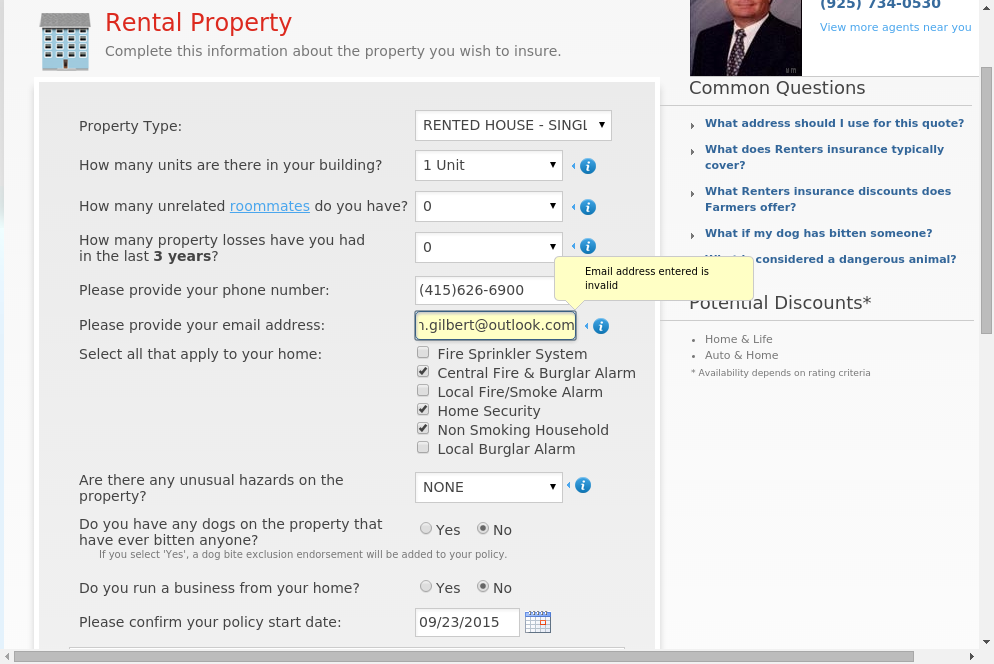 Rental Property
Complete this information about the property you wish to insure.
(925) 734-0530
View more agents near you
Property Type:
RENTED HOUSE - SINGL
How many units are there in your building?
1 Unit
How many unrelated roommates do you have?
0
How many property losses have you had
in the last 3 years?
0
Please provide your phone number:
(415)626-6900
Email address entered is
invalid
Please provide your email address:
.gilbert@outlook.com
Select all that apply to your home:
Fire Sprinkler System
Central Fire & Burglar Alarm
Local Fire/Smoke Alarm
Home Security
Non Smoking Household
Local Burglar Alarm
Are there any unusual hazards on the
property?
NONE
Do you have any dogs on the property that
have ever bitten anyone?
Yes
No
If you select 'Yes', a dog bite exclusion endorsement will be added to your policy.
Do you run a business from your home?
Yes
No
Please confirm your policy start date:
09/23/2015
Common Questions
What address should I use for this quote?
What does Renters insurance typically
cover?
What Renters insurance discounts does
Farmers offer?
What if my dog has bitten someone?
considered a dangerous animal?
Potential Discounts*
Home & Life
Auto & Home
* Availability depends on rating criteria